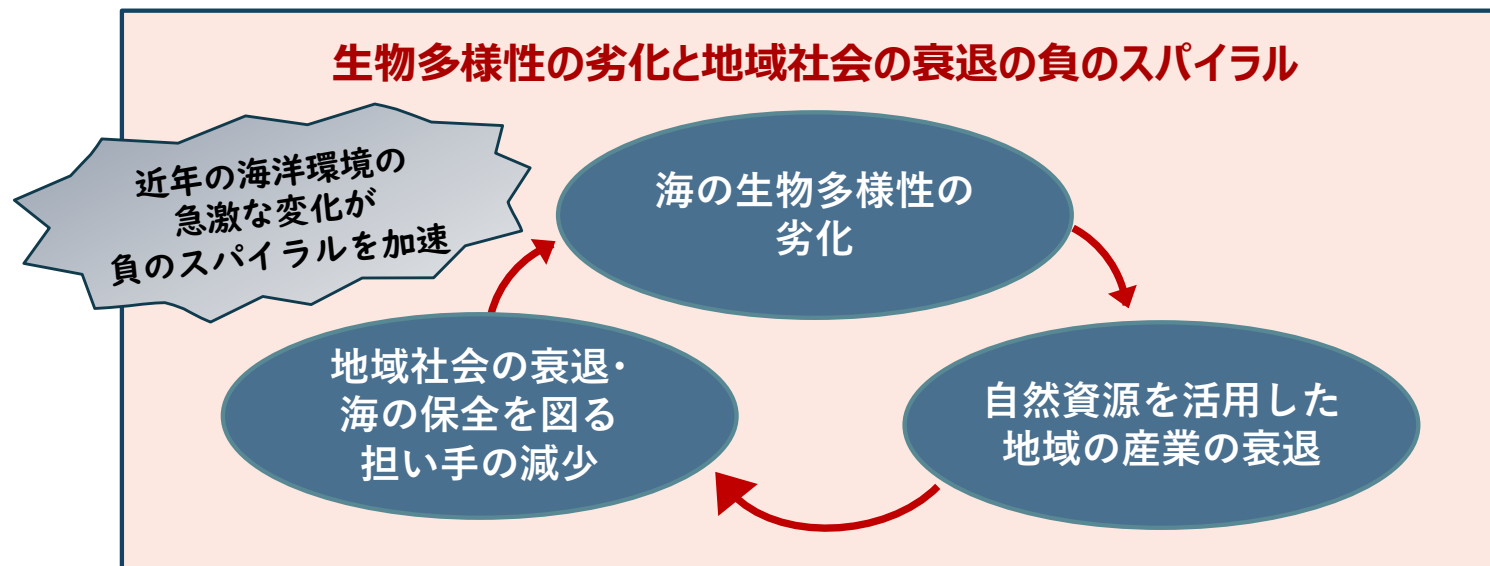 生物多様性の劣化と地域社会の衰退の負のスパイラル
近年の海洋環境の
急激な変化が
負のスパイラルを加速
海の生物多様性の
劣化
自然資源を活用した
地域の産業の衰退
地域社会の衰退・
海の保全を図る
担い手の減少